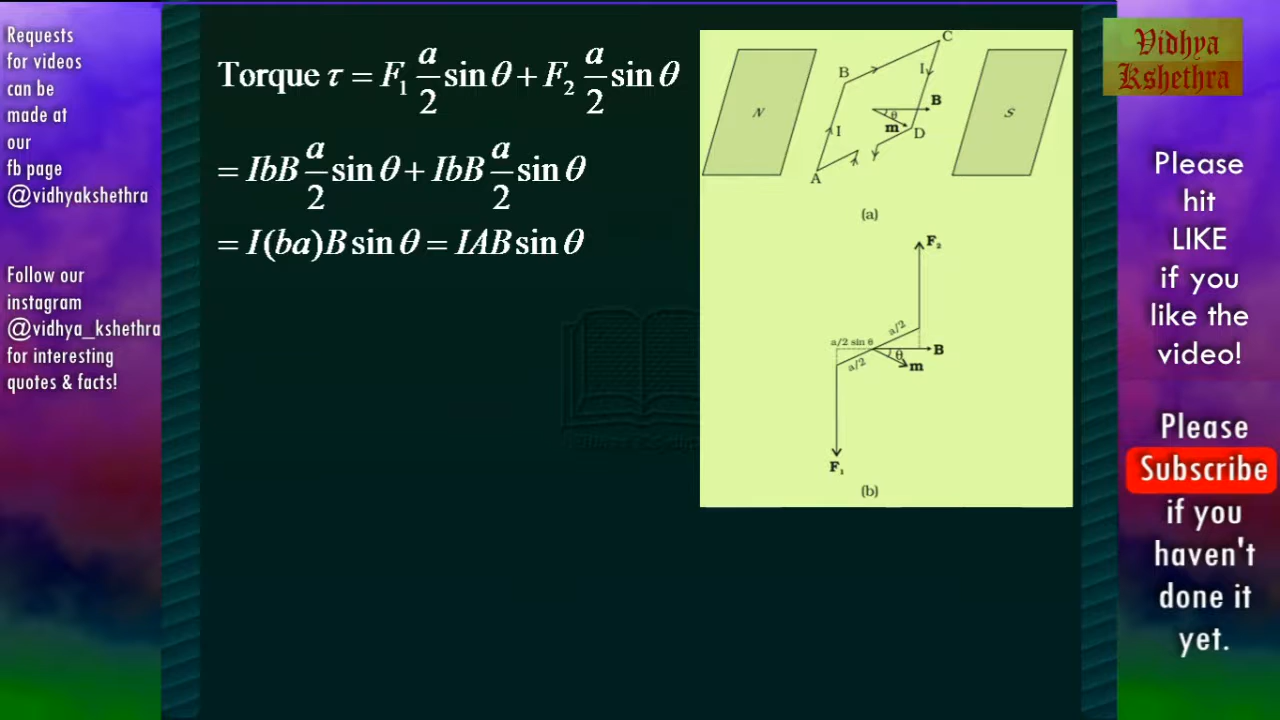 Requests
for videos
can be
made at
our
fb page
@vidhyakshethra
Follow our
instagram
@vidhya_kshethra
for interesting
quotes & facts!
Torque τ = F₁ a/2 sin θ + F₂ a/2 sin θ
= IbB a/2 sin θ + IbB a/2 sin θ
= I(ba)B sin θ = IAB sin θ
C
B
I
N
B
S
θ
m
I
D
A
(a)
F₂
a/2
a/2 sin θ
B
θ
a/2
m
F₁
(b)
Vidhya
Kshethra
Please
hit
LIKE
if you
like the
video!
Please
Subscribe
if you
haven't
done it
yet.